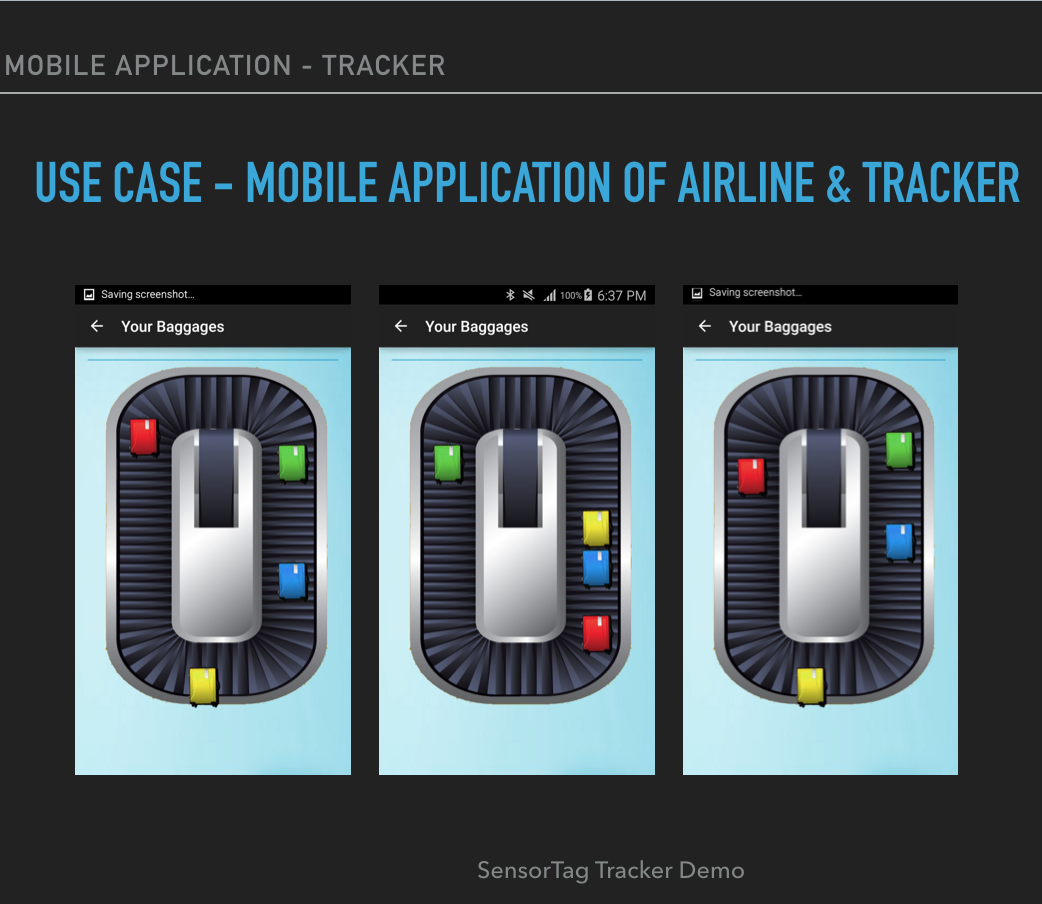 MOBILE APPLICATION - TRACKER
USE CASE - MOBILE APPLICATION OF AIRLINE & TRACKER
Saving screenshot...
Your Baggages
100% 6:37 PM
Your Baggages
Saving screenshot...
Your Baggages
SensorTag Tracker Demo